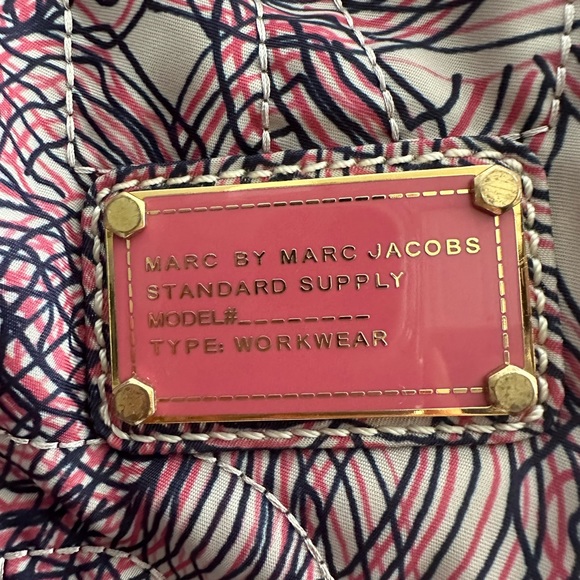 MARC BY MARC JACOBS
STANDARD SUPPLY
MODEL#_________
TYPE: WORKWEAR